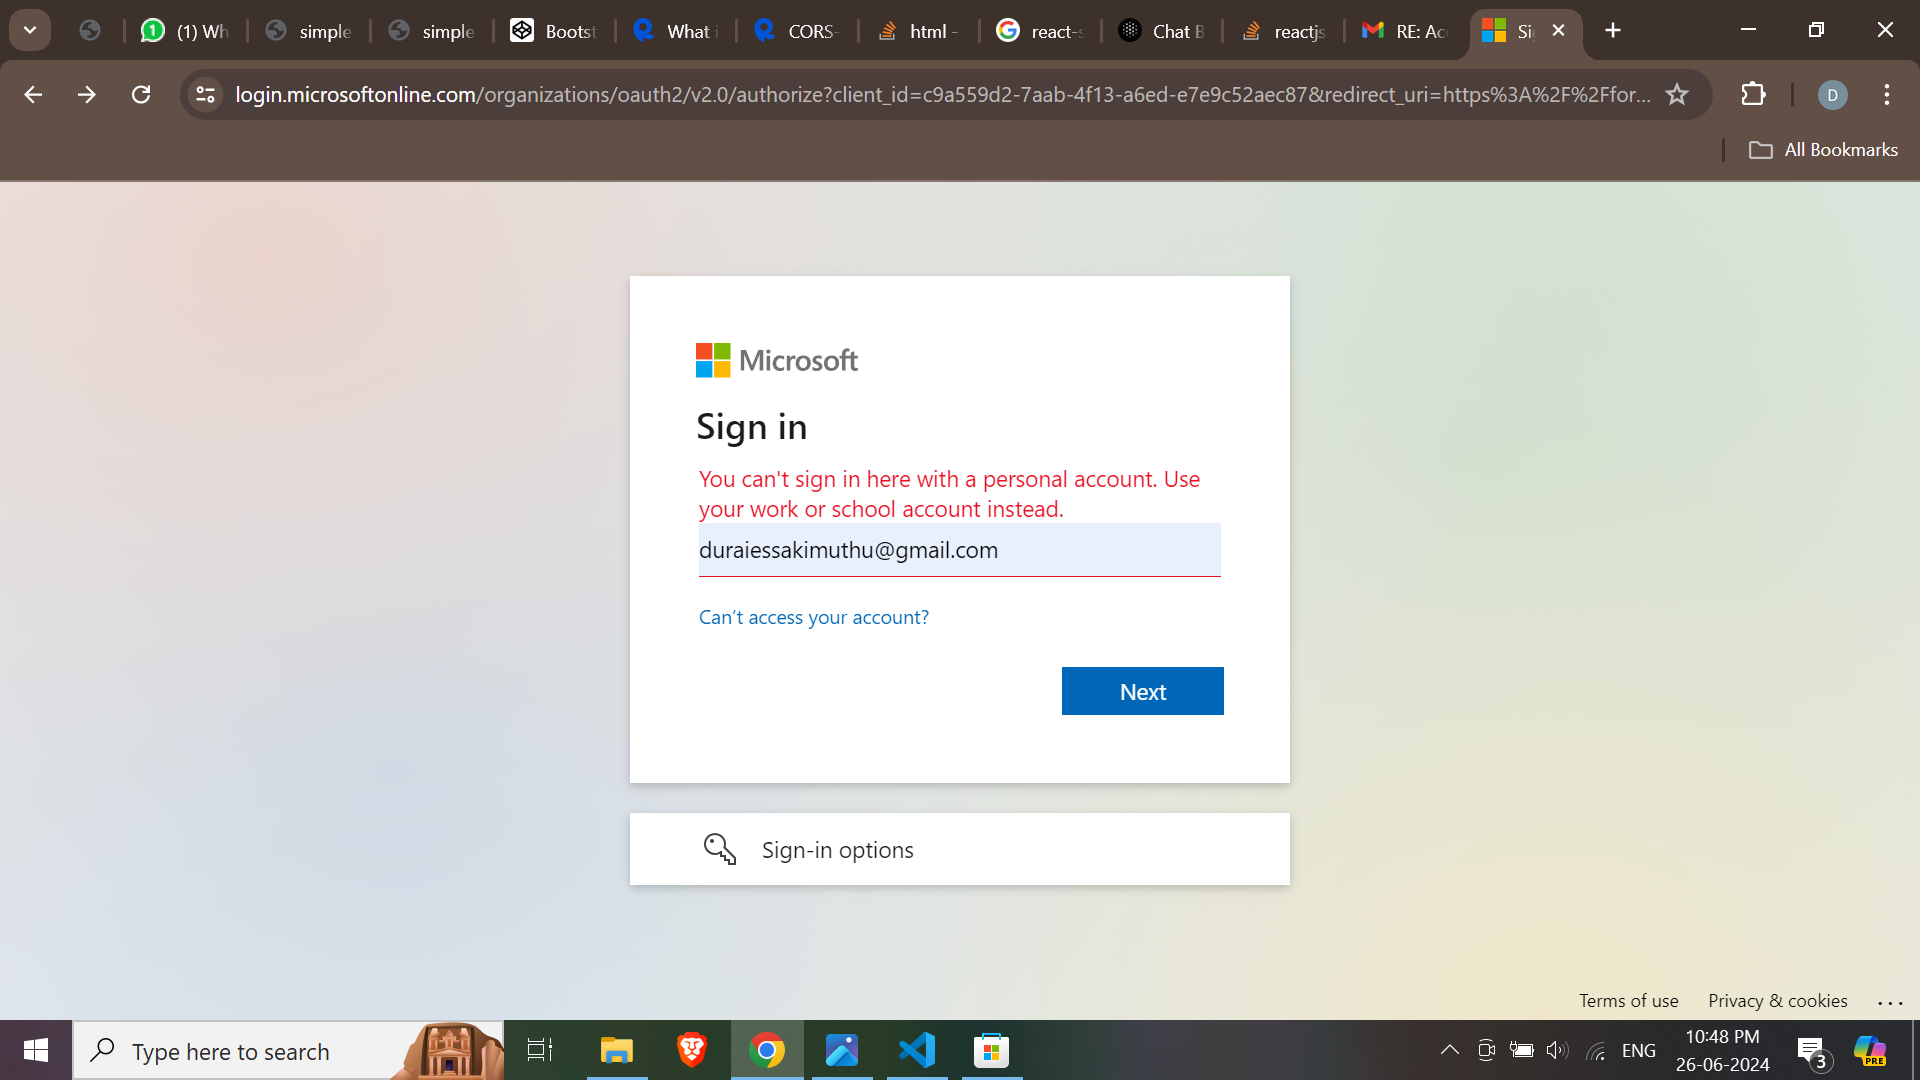 (1) Wh
simple
simple
Bootst
What i
CORS-
html -
react-s
Chat B
reactjs
RE: Acc
Si
login.microsoftonline.com/organizations/oauth2/v2.0/authorize?client_id=c9a559d2-7aab-4f13-a6ed-e7e9c52aec87&redirect_uri=https%3A%2F%2Ffor...
D
All Bookmarks
Microsoft
Sign in
You can't sign in here with a personal account. Use
your work or school account instead.
duraiessakimuthu@gmail.com
Can't access your account?
Next
Sign-in options
Terms of use Privacy & cookies ...
Type here to search
ENG
10:48 PM
26-06-2024
3
PRE